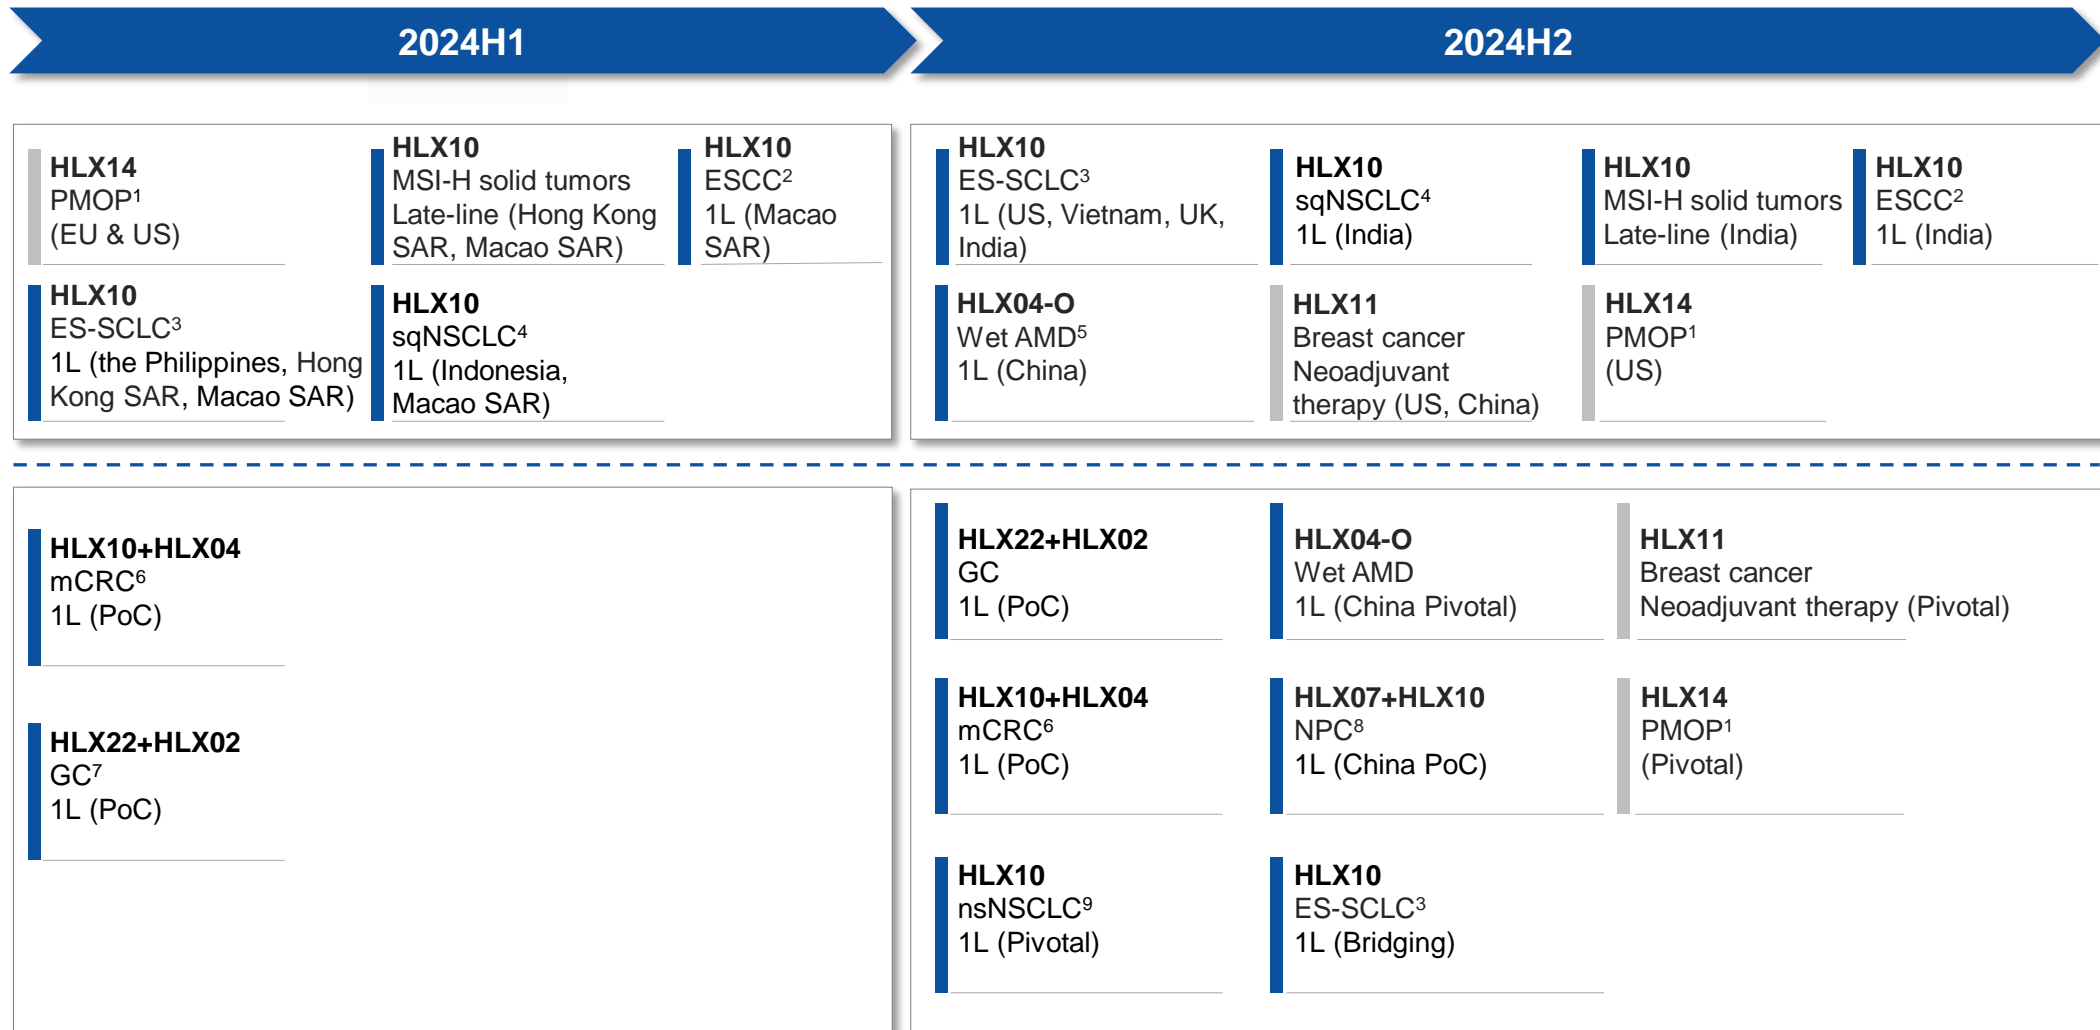 2024H1
2024H2
HLX14
PMOP¹
(EU & US)
HLX10
MSI-H solid tumors
Late-line (Hong Kong
SAR, Macao SAR)
HLX10
ESCC²
1L (Macao
SAR)
HLX10
ES-SCLC³
1L (the Philippines, Hong
Kong SAR, Macao SAR)
HLX10
sqNSCLC⁴
1L (Indonesia,
Macao SAR)
HLX10
ES-SCLC³
1L (US, Vietnam, UK,
India)
HLX10
sqNSCLC⁴
1L (India)
HLX10
MSI-H solid tumors
Late-line (India)
HLX10
ESCC²
1L (India)
HLX04-O
Wet AMD⁵
1L (China)
HLX11
Breast cancer
Neoadjuvant
therapy (US, China)
HLX14
PMOP¹
(US)
HLX10+HLX04
mCRC⁶
1L (PoC)
HLX22+HLX02
GC⁷
1L (PoC)
HLX22+HLX02
GC
1L (PoC)
HLX04-O
Wet AMD
1L (China Pivotal)
HLX11
Breast cancer
Neoadjuvant therapy (Pivotal)
HLX10+HLX04
mCRC⁶
1L (PoC)
HLX07+HLX10
NPC⁸
1L (China PoC)
HLX14
PMOP¹
(Pivotal)
HLX10
nsNSCLC⁹
1L (Pivotal)
HLX10
ES-SCLC³
1L (Bridging)